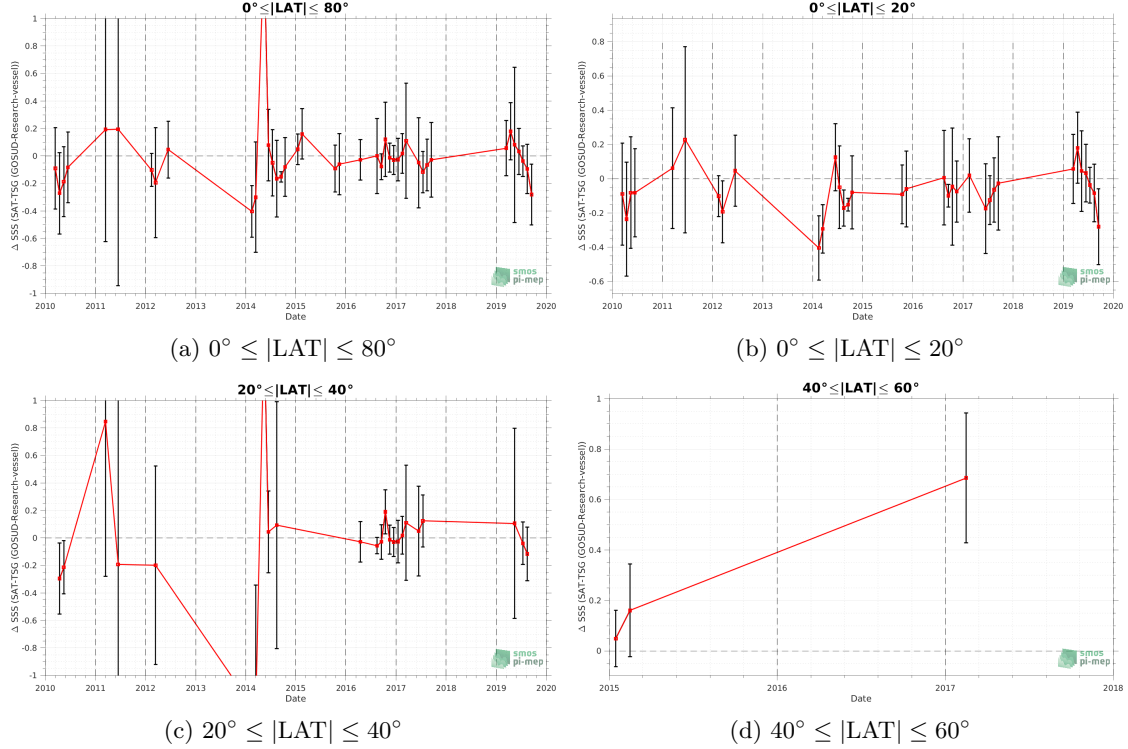 0°≤|LAT|≤ 80°
Δ SSS (SAT-TSG (GOSUD-Research-vessel))
1
0.8
0.6
0.4
0.2
0
-0.2
-0.4
-0.6
-0.8
-1
2010 2011 2012 2013 2014 2015 2016 2017 2018 2019 2020
Date
smos
pi-mep
(a) 0° ≤ |LAT| ≤ 80°
0°≤|LAT|≤ 20°
Δ SSS (SAT-TSG (GOSUD-Research-vessel))
0.8
0.6
0.4
0.2
0
-0.2
-0.4
-0.6
2010 2011 2012 2013 2014 2015 2016 2017 2018 2019 2020
Date
smos
pi-mep
(b) 0° ≤ |LAT| ≤ 20°
20°≤|LAT|≤ 40°
Δ SSS (SAT-TSG (GOSUD-Research-vessel))
1
0.8
0.6
0.4
0.2
0
-0.2
-0.4
-0.6
-0.8
-1
2010 2011 2012 2013 2014 2015 2016 2017 2018 2019 2020
Date
smos
pi-mep
(c) 20° ≤ |LAT| ≤ 40°
40°≤|LAT|≤ 60°
Δ SSS (SAT-TSG (GOSUD-Research-vessel))
1
0.8
0.6
0.4
0.2
0
2015 2016 2017 2018
Date
smos
pi-mep
(d) 40° ≤ |LAT| ≤ 60°